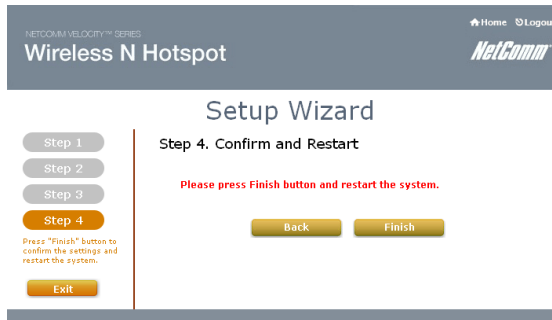 Home Logou
NETCOMM VELOCITY™ SERIES
Wireless N Hotspot
NetComm
Setup Wizard
Step 1
Step 2
Step 3
Step 4
Press "Finish" button to
confirm the settings and
restart the system.
Exit
Step 4. Confirm and Restart
Please press Finish button and restart the system.
Back
Finish